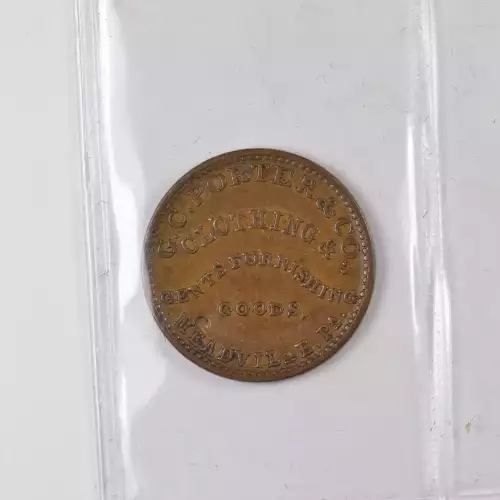 G.C. PORTER & CO.
CLOTHING &
GENTS FURNISHING
GOODS.
MEADVILLE, PA.